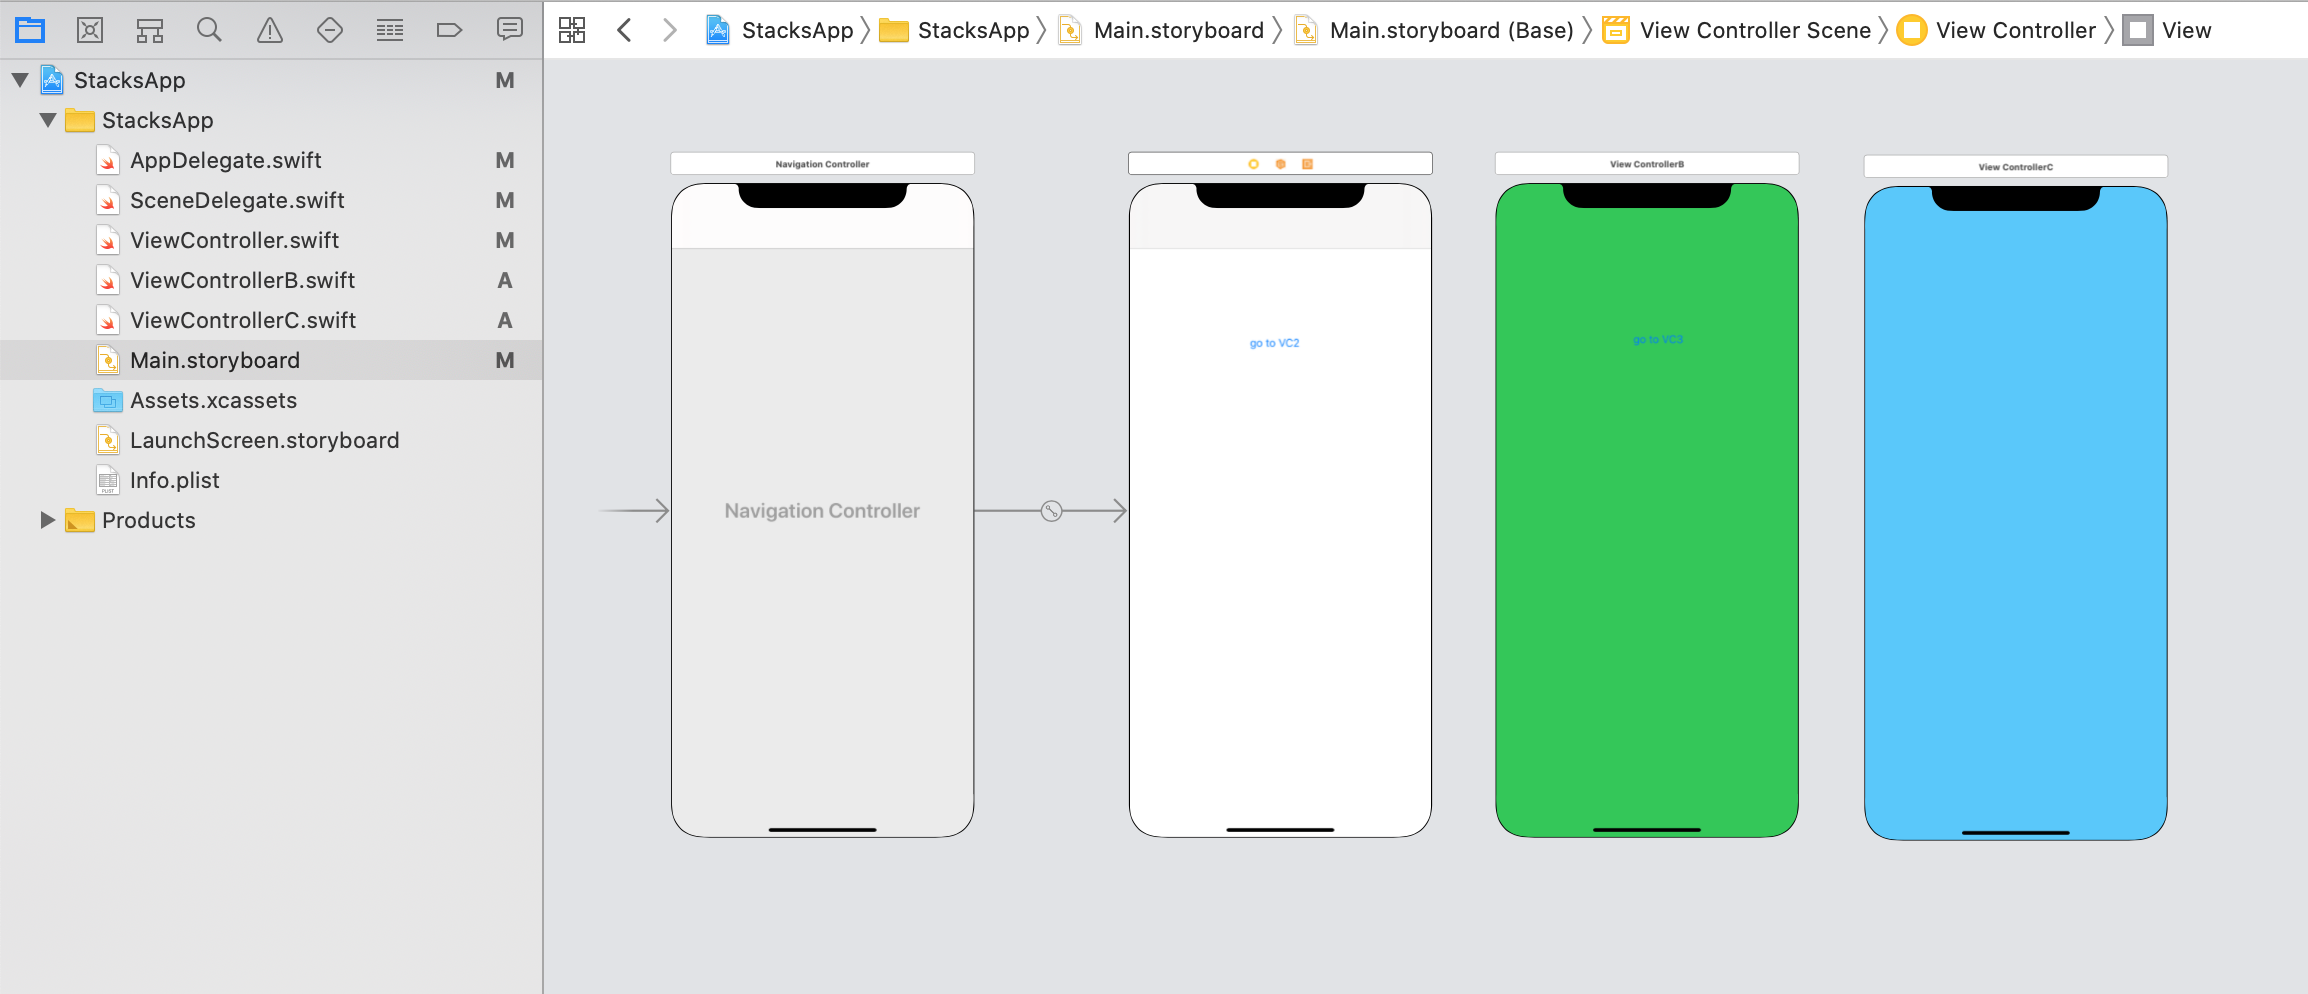 StacksApp StacksApp Main.storyboard Main.storyboard (Base) View Controller Scene View Controller View
StacksApp M
StacksApp
AppDelegate.swift M
SceneDelegate.swift M
ViewController.swift M
ViewControllerB.swift A
ViewControllerC.swift A
Main.storyboard M
Assets.xcassets
LaunchScreen.storyboard
Info.plist
Products
Navigation Controller
Navigation Controller
go to VC2
View ControllerB
go to VC3
View ControllerC